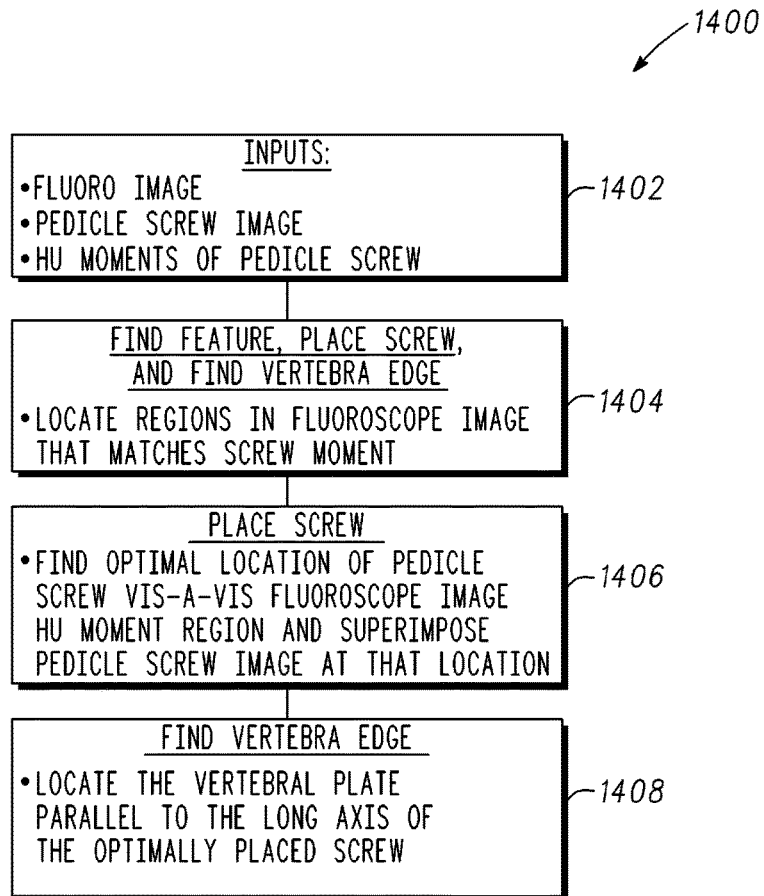 1400
INPUTS:
•FLUORO IMAGE
•PEDICLE SCREW IMAGE
•HU MOMENTS OF PEDICLE SCREW
1402
FIND FEATURE, PLACE SCREW,
AND FIND VERTEBRA EDGE
•LOCATE REGIONS IN FLUOROSCOPE IMAGE
THAT MATCHES SCREW MOMENT
1404
PLACE SCREW
•FIND OPTIMAL LOCATION OF PEDICLE
SCREW VIS-A-VIS FLUOROSCOPE IMAGE
HU MOMENT REGION AND SUPERIMPOSE
PEDICLE SCREW IMAGE AT THAT LOCATION
1406
FIND VERTEBRA EDGE
•LOCATE THE VERTEBRAL PLATE
PARALLEL TO THE LONG AXIS OF
THE OPTIMALLY PLACED SCREW
1408